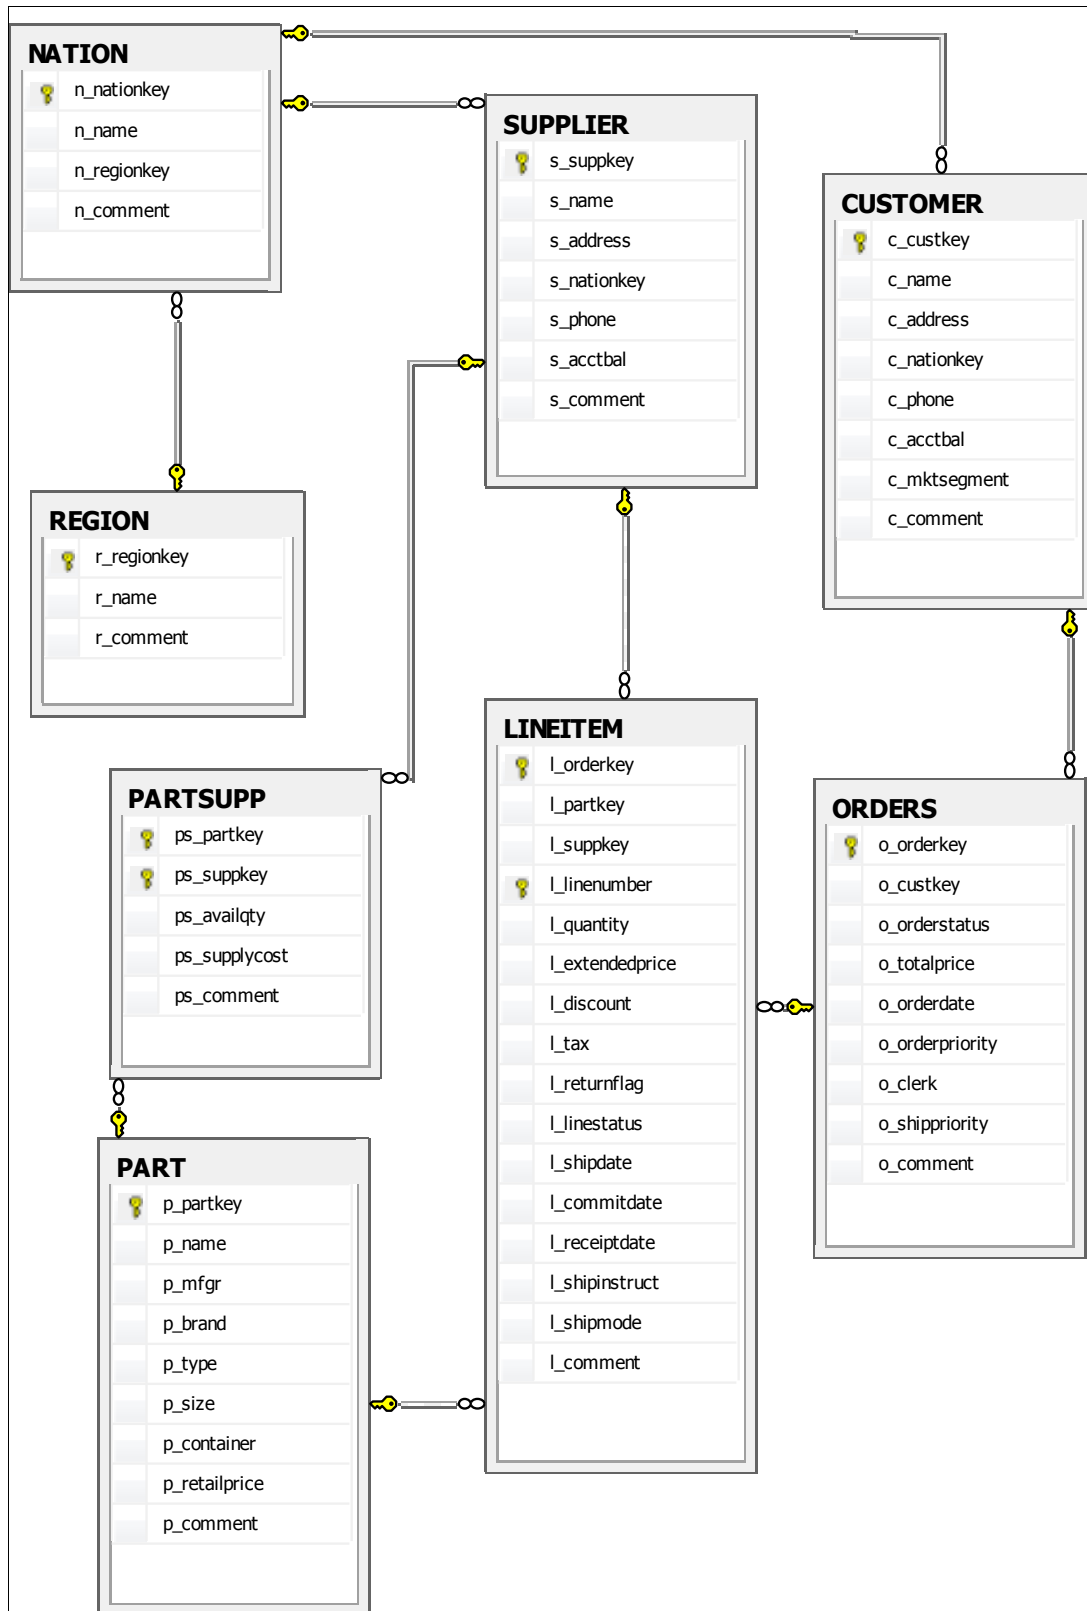 NATION
n_nationkey
n_name
n_regionkey
n_comment
SUPPLIER
s_suppkey
s_name
s_address
s_nationkey
s_phone
s_acctbal
s_comment
CUSTOMER
c_custkey
c_name
c_address
c_nationkey
c_phone
c_acctbal
c_mktsegment
c_comment
REGION
r_regionkey
r_name
r_comment
PARTSUPP
ps_partkey
ps_suppkey
ps_availqty
ps_supplycost
ps_comment
LINEITEM
l_orderkey
l_partkey
l_suppkey
l_linenumber
l_quantity
l_extendedprice
l_discount
l_tax
l_returnflag
l_linestatus
l_shipdate
l_commitdate
l_receiptdate
l_shipinstruct
l_shipmode
l_comment
ORDERS
o_orderkey
o_custkey
o_orderstatus
o_totalprice
o_orderdate
o_orderpriority
o_clerk
o_shippriority
o_comment
PART
p_partkey
p_name
p_mfgr
p_brand
p_type
p_size
p_container
p_retailprice
p_comment